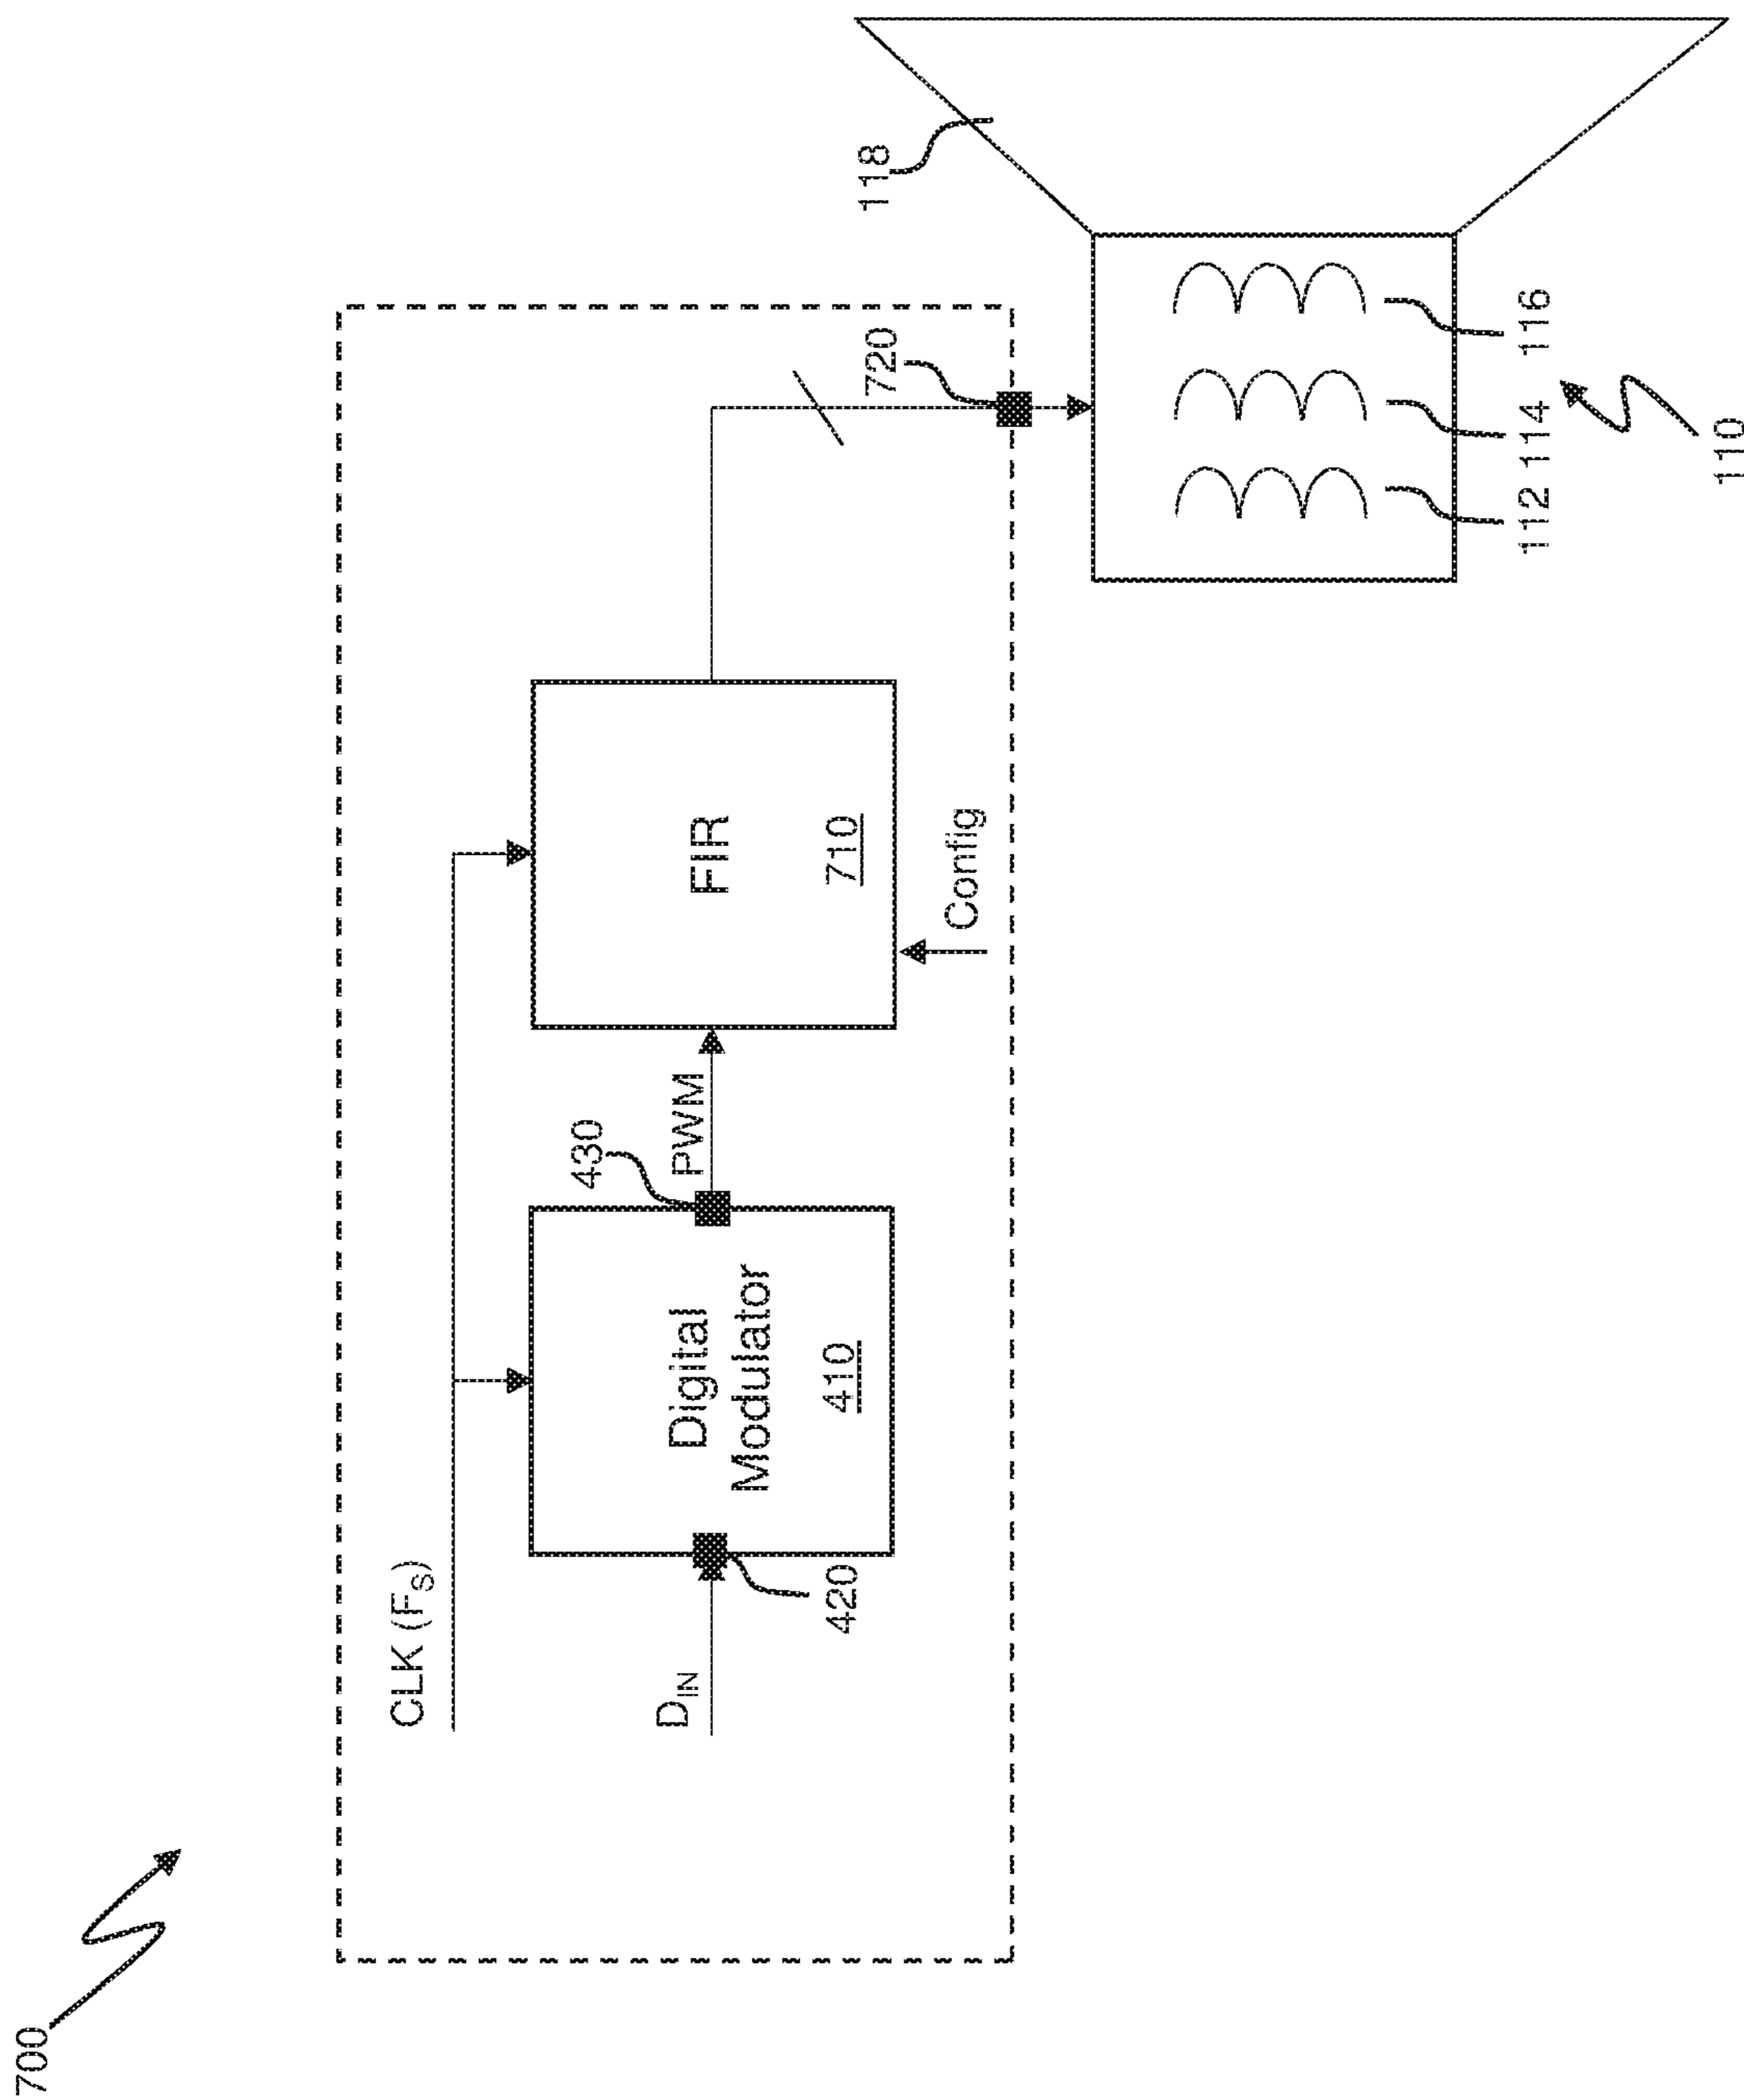 700
CLK (FS)
DIN
420
Digital
Modulator
410
430
PWM
FIR
710
Config
720
118
112
114
116
110